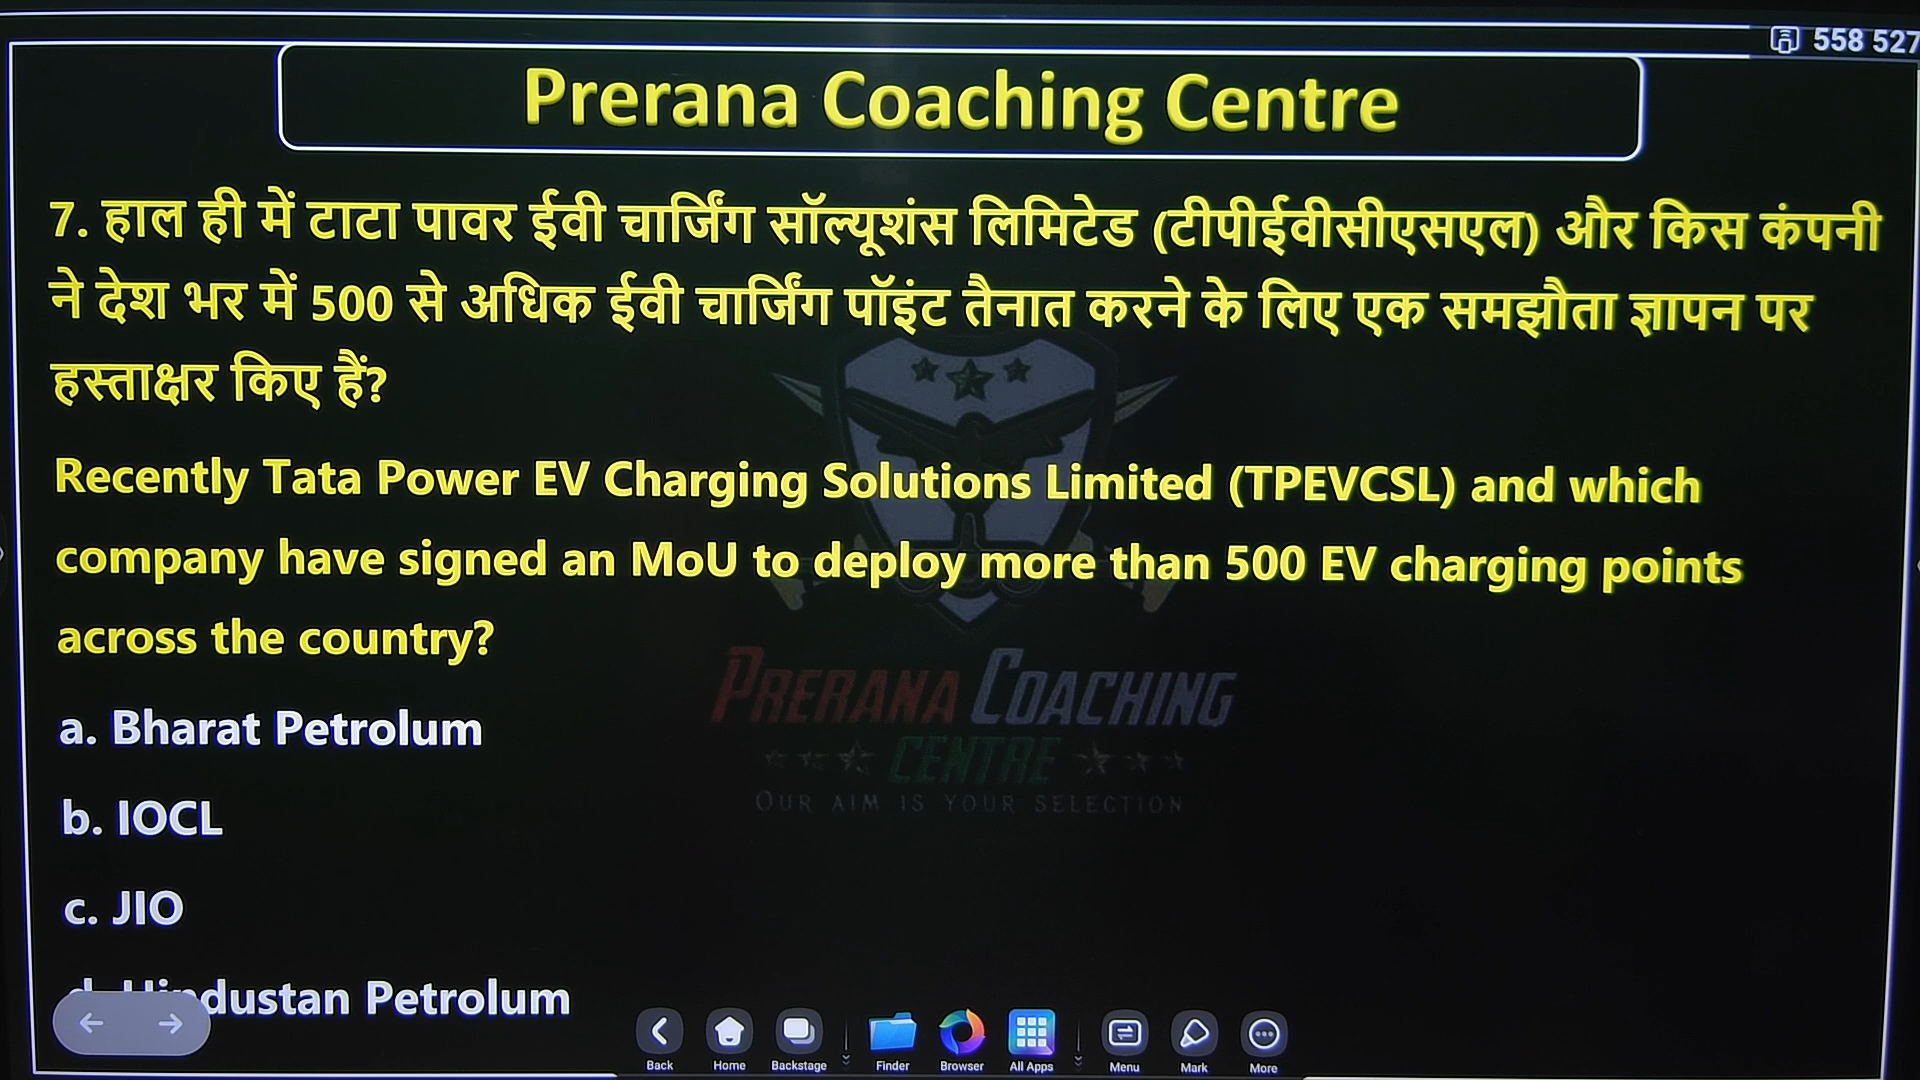 558 527
Prerana Coaching Centre
7. हाल ही में टाटा पावर ईवी चार्जिंग सॉल्यूशंस लिमिटेड (टीपीईवीसीएसएल) और किस कंपनी
ने देश भर में 500 से अधिक ईवी चार्जिंग पॉइंट तैनात करने के लिए एक समझौता ज्ञापन पर
हस्ताक्षर किए हैं?
Recently Tata Power EV Charging Solutions Limited (TPEVCSL) and which
company have signed an MoU to deploy more than 500 EV charging points
across the country?
PRERANA COACHING
CENTRE
OUR AIM IS YOUR SELECTION
a. Bharat Petrolum
b. IOCL
c. JIO
d. Hindustan Petrolum
Back Home Backstage Finder Browser All Apps Menu Mark More